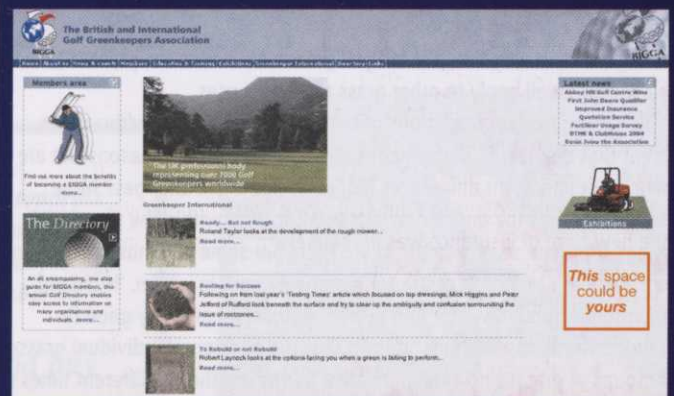 The British and International
Golf Greenkeepers Association
BIGGA
BIGGA
Members area
Find out more about the benefits
of becoming a BIGGA member
more...
The Directory
An all encompassing, one stop
guide for BIGGA members, the
annual Golf Directory enables
easy access to information on
many organisations and
individuals. more...
The UK professional body
representing over 7000 Golf
Greenkeepers worldwide
Greenkeeper International
Ready... But not Rough
Roland Taylor looks at the development of the rough mower...
Read more...
Rooting for Success
Following on from last year's 'Testing Times' article which focused on top dressings, Mick Higgins and Peter
Jefford of Rufford look beneath the surface and try to clear up the ambiguity and confusion surrounding the
issue of rootzones...
Read more...
To Rebuild or not Rebuild
Robert Laycock looks at the options facing you when a green is failing to perform...
Read more...
Latest news
Abbey Hill Golf Centre Wins
First John Deere Qualifier
Improved Insurance
Quotation Service
Fertiliser Usage Survey
BTME & Clubhouse 2004
the Association
Exhibitions
This space
could be
yours